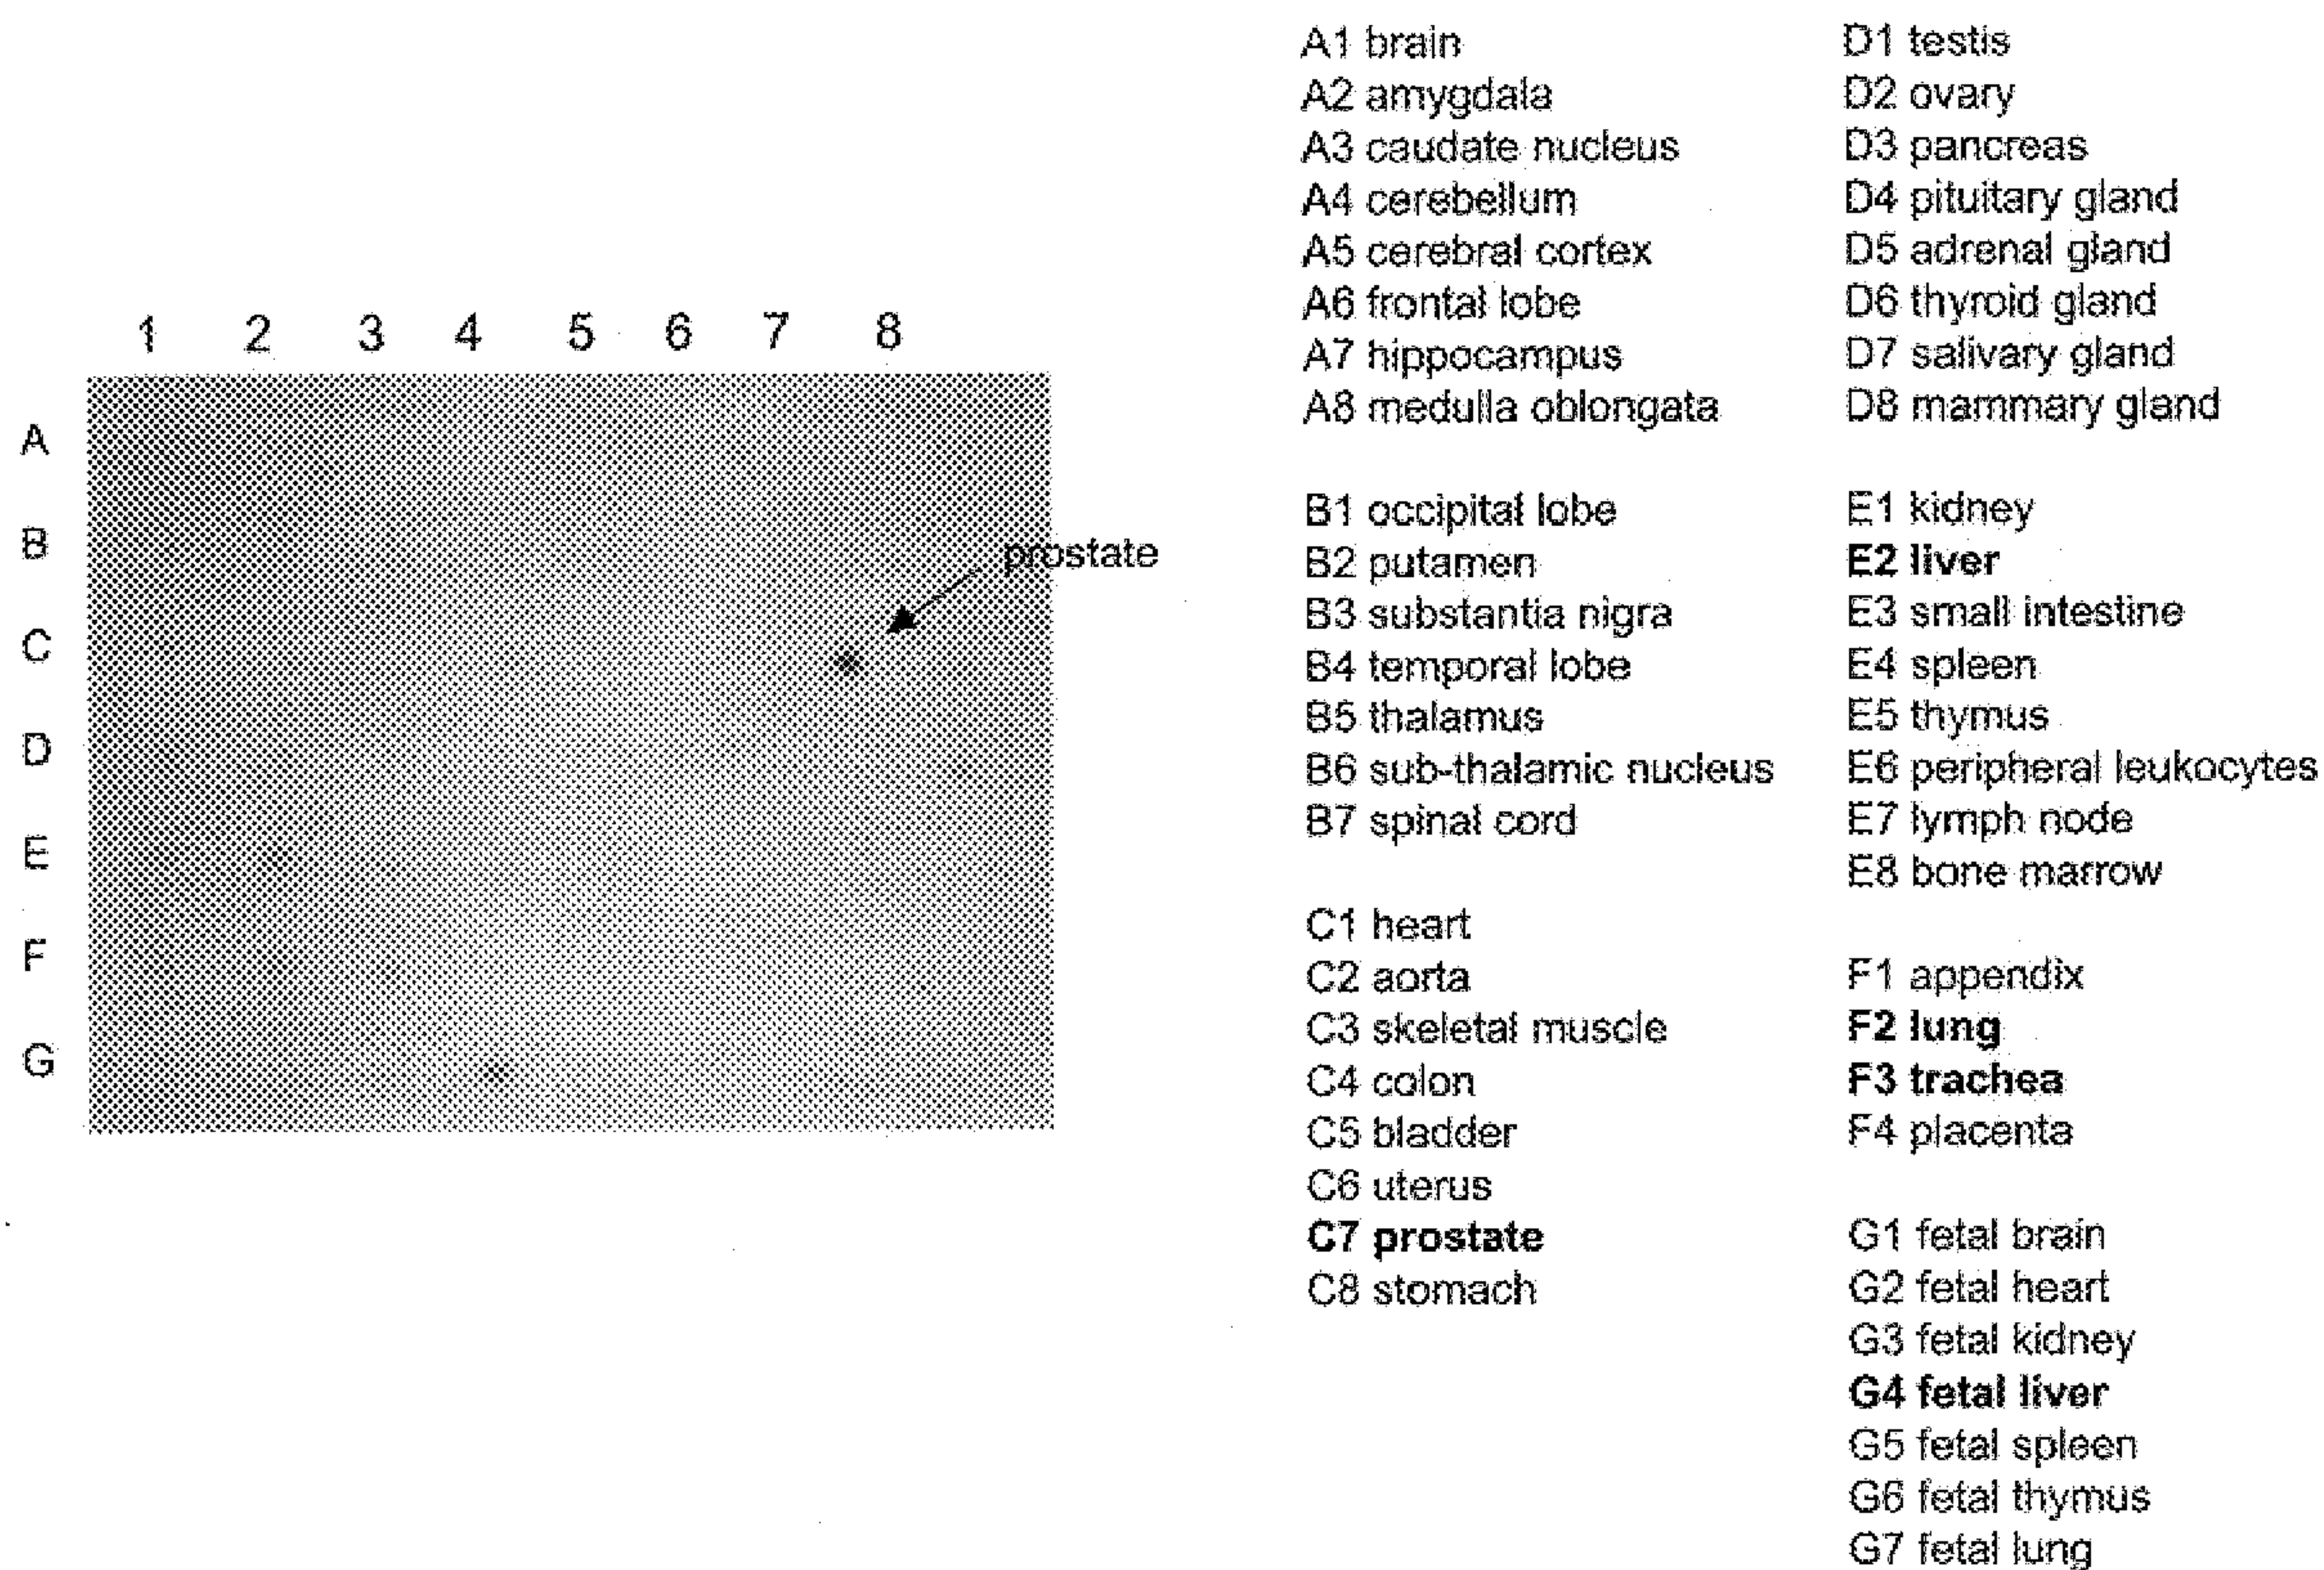 1 2 3 4 5 6 7 8
A
B
C
D
E
F
G
prostate
A1 brain
A2 amygdala
A3 caudate nucleus
A4 cerebellum
A5 cerebral cortex
A6 frontal lobe
A7 hippocampus
A8 medulla oblongata
B1 occipital lobe
B2 putamen
B3 substantia nigra
B4 temporal lobe
B5 thalamus
B6 sub-thalamic nucleus
B7 spinal cord
C1 heart
C2 aorta
C3 skeletal muscle
C4 colon
C5 bladder
C6 uterus
C7 prostate
C8 stomach
D1 testis
D2 ovary
D3 pancreas
D4 pituitary gland
D5 adrenal gland
D6 thyroid gland
D7 salivary gland
D8 mammary gland
E1 kidney
E2 liver
E3 small intestine
E4 spleen
E5 thymus
E6 peripheral leukocytes
E7 lymph node
E8 bone marrow
F1 appendix
F2 lung
F3 trachea
F4 placenta
G1 fetal brain
G2 fetal heart
G3 fetal kidney
G4 fetal liver
G5 fetal spleen
G6 fetal thymus
G7 fetal lung